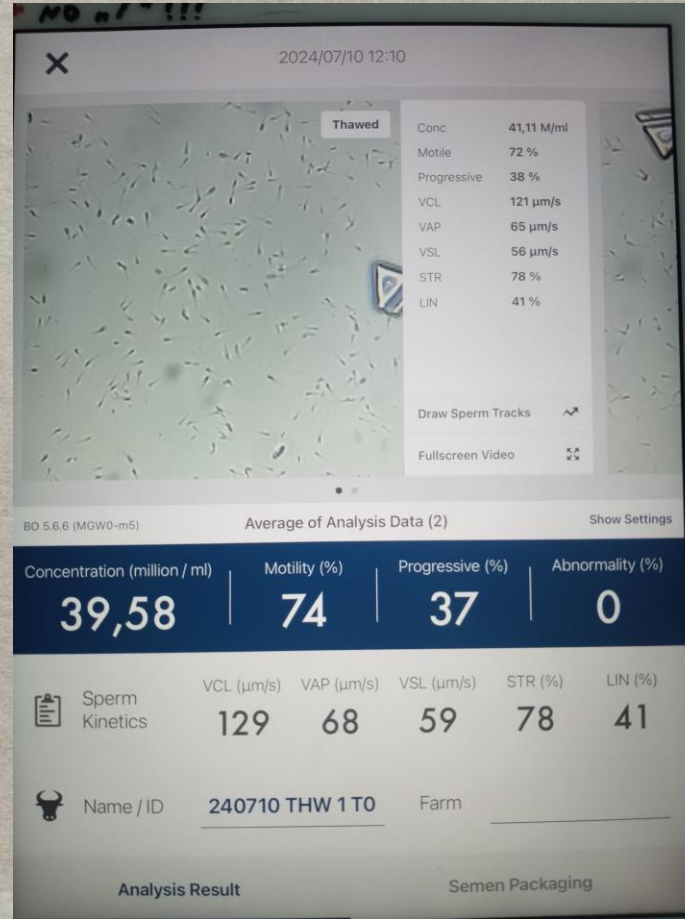 2024/07/10 12:10
Thawed
Conc 41,11 M/ml
Motile 72 %
Progressive 38 %
VCL 121 µm/s
VAP 65 µm/s
VSL 56 µm/s
STR 78 %
LIN 41 %
Draw Sperm Tracks
Fullscreen Video
BO 5.6.6 (MGW0-m5) Average of Analysis Data (2) Show Settings
Concentration (million / ml) Motility (%) Progressive (%) Abnormality (%)
39,58 74 37 0
Sperm Kinetics
VCL (µm/s) VAP (µm/s) VSL (µm/s) STR (%) LIN (%)
129 68 59 78 41
Name / ID 240710 THW 1 T0 Farm
Analysis Result Semen Packaging